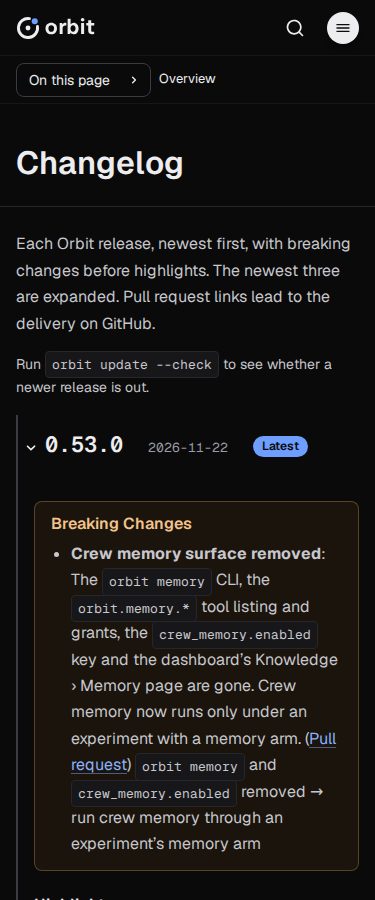 orbit
On this page
Overview
Changelog
Each Orbit release, newest first, with breaking
changes before highlights. The newest three
are expanded. Pull request links lead to the
delivery on GitHub.
Run orbit update --check to see whether a
newer release is out.
0.53.0 2026-11-22 Latest
Breaking Changes
• Crew memory surface removed:
The orbit memory CLI, the
orbit.memory.* tool listing and
grants, the crew_memory.enabled
key and the dashboard’s Knowledge
› Memory page are gone. Crew
memory now runs only under an
experiment with a memory arm. (Pull
request) orbit memory and
crew_memory.enabled removed →
run crew memory through an
experiment’s memory arm